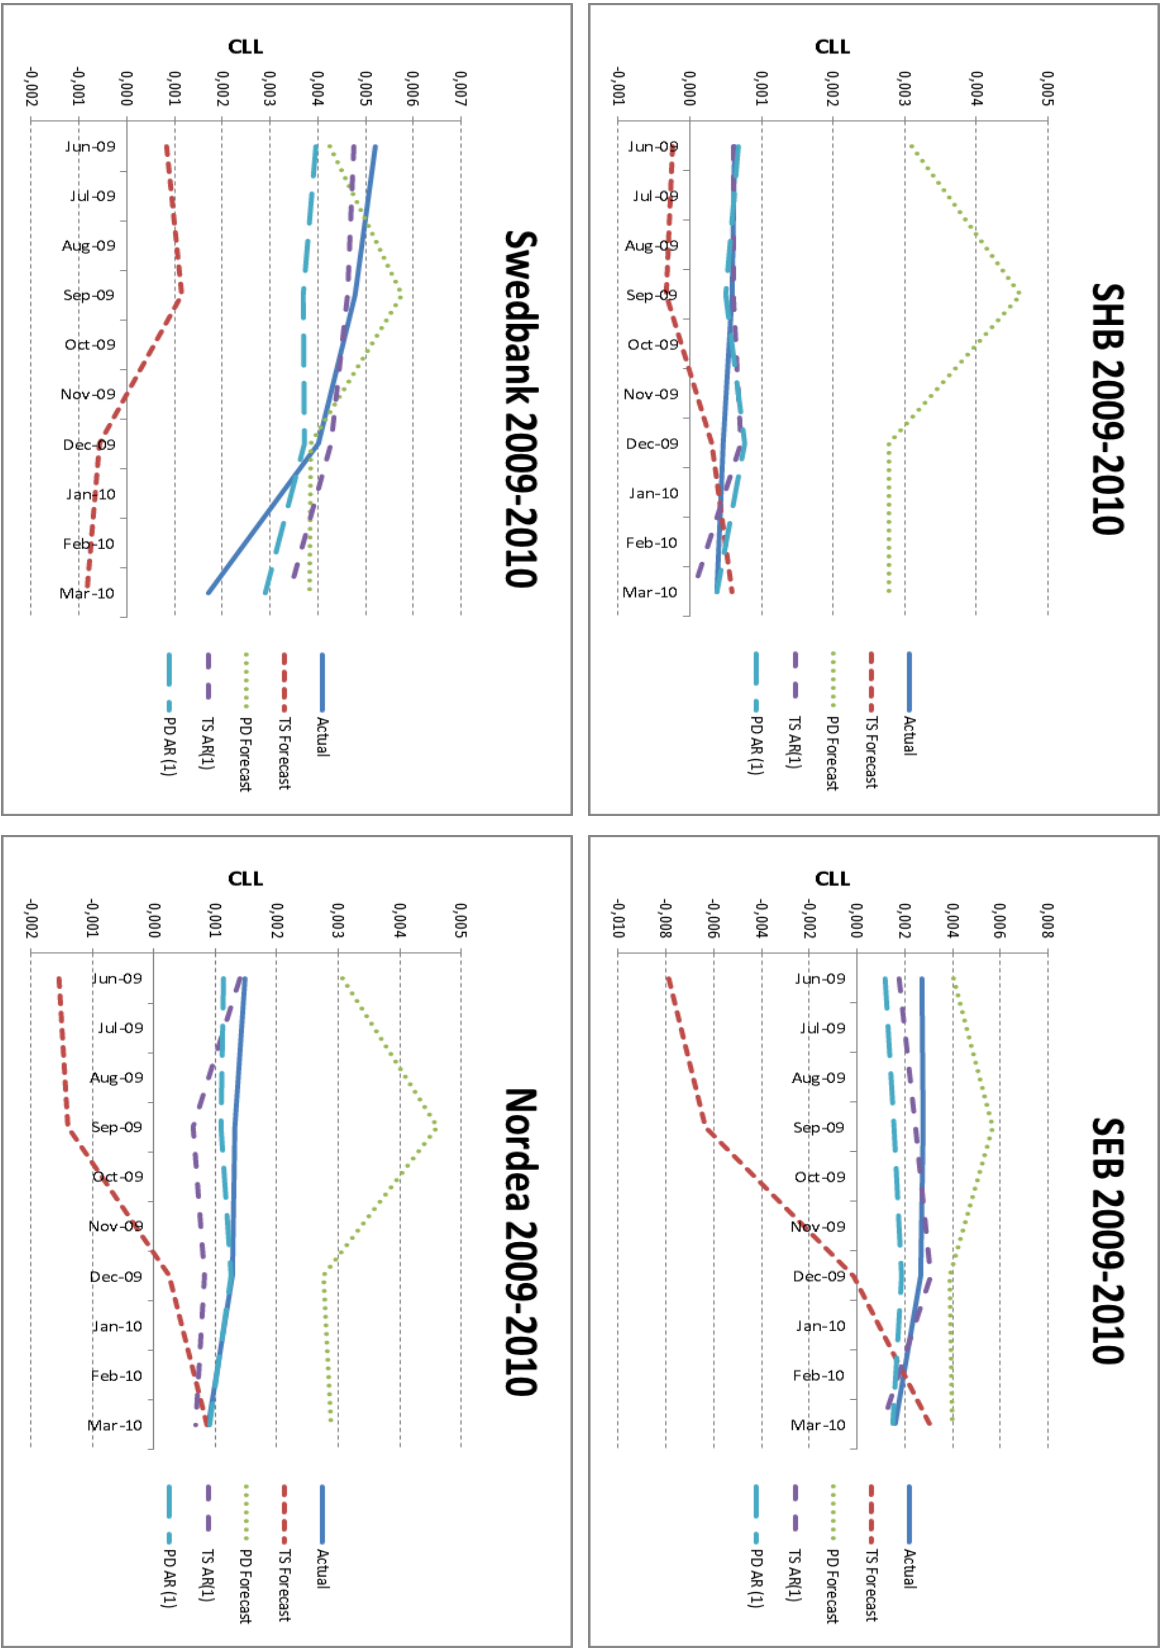 SHB 2009-2010
0,005
0,004
0,003
0,002
0,001
0,000
-0,001
CLL
Jun-09
Jul-09
Aug-09
Sep-09
Oct-09
Nov-09
Dec-09
Jan-10
Feb-10
Mar-10
Actual
TS Forecast
PD Forecast
TS AR(1)
PD AR (1)
SEB 2009-2010
0,008
0,006
0,004
0,002
0,000
-0,002
-0,004
-0,006
-0,008
-0,010
CLL
Jun-09
Jul-09
Aug-09
Sep-09
Oct-09
Nov-09
Dec-09
Jan-10
Feb-10
Mar-10
Actual
TS Forecast
PD Forecast
TS AR(1)
PD AR (1)
Swedbank 2009-2010
0,007
0,006
0,005
0,004
0,003
0,002
0,001
0,000
-0,001
-0,002
CLL
Jun-09
Jul-09
Aug-09
Sep-09
Oct-09
Nov-09
Dec-09
Jan-10
Feb-10
Mar-10
Actual
TS Forecast
PD Forecast
TS AR(1)
PD AR (1)
Nordea 2009-2010
0,005
0,004
0,003
0,002
0,001
0,000
-0,001
-0,002
CLL
Jun-09
Jul-09
Aug-09
Sep-09
Oct-09
Nov-09
Dec-09
Jan-10
Feb-10
Mar-10
Actual
TS Forecast
PD Forecast
TS AR(1)
PD AR (1)